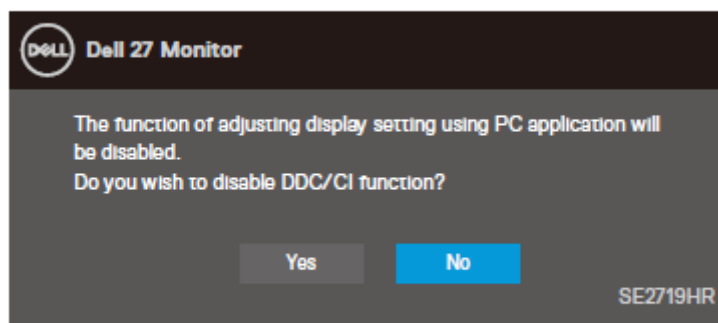 DELL Dell 27 Monitor
The function of adjusting display setting using PC application will
be disabled.
Do you wish to disable DDC/CI function?
Yes No
SE2719HR